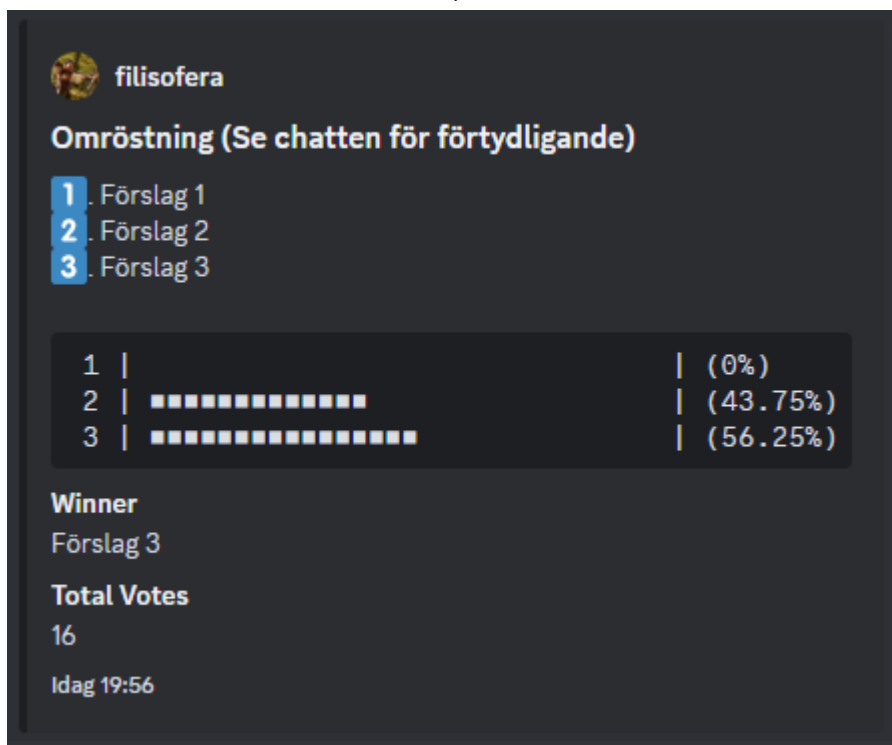 filisofera
Omröstning (Se chatten för förtydligande)
1. Förslag 1
2. Förslag 2
3. Förslag 3
1 | | (0%)
2 | ■■■■■■■■■■■■■ | (43.75%)
3 | ■■■■■■■■■■■■■■■■ | (56.25%)
Winner
Förslag 3
Total Votes
16
Idag 19:56